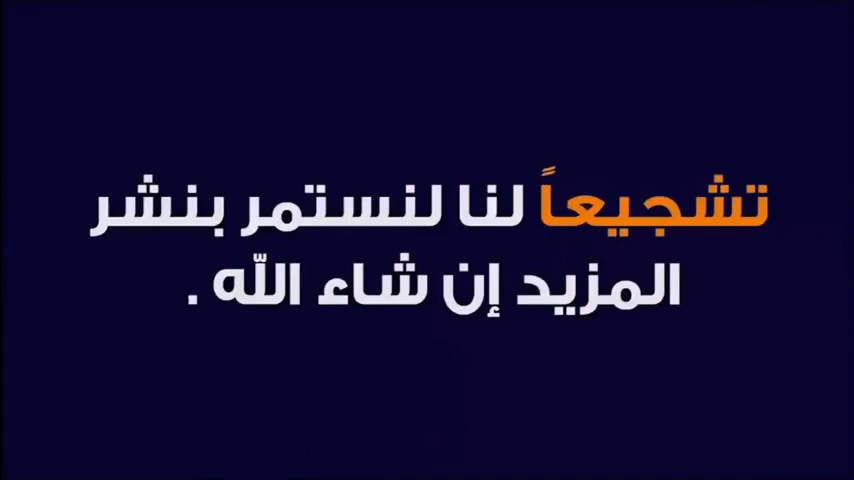 تشجيعاً لنا لنستمر بنشر
المزيد إن شاء الله .